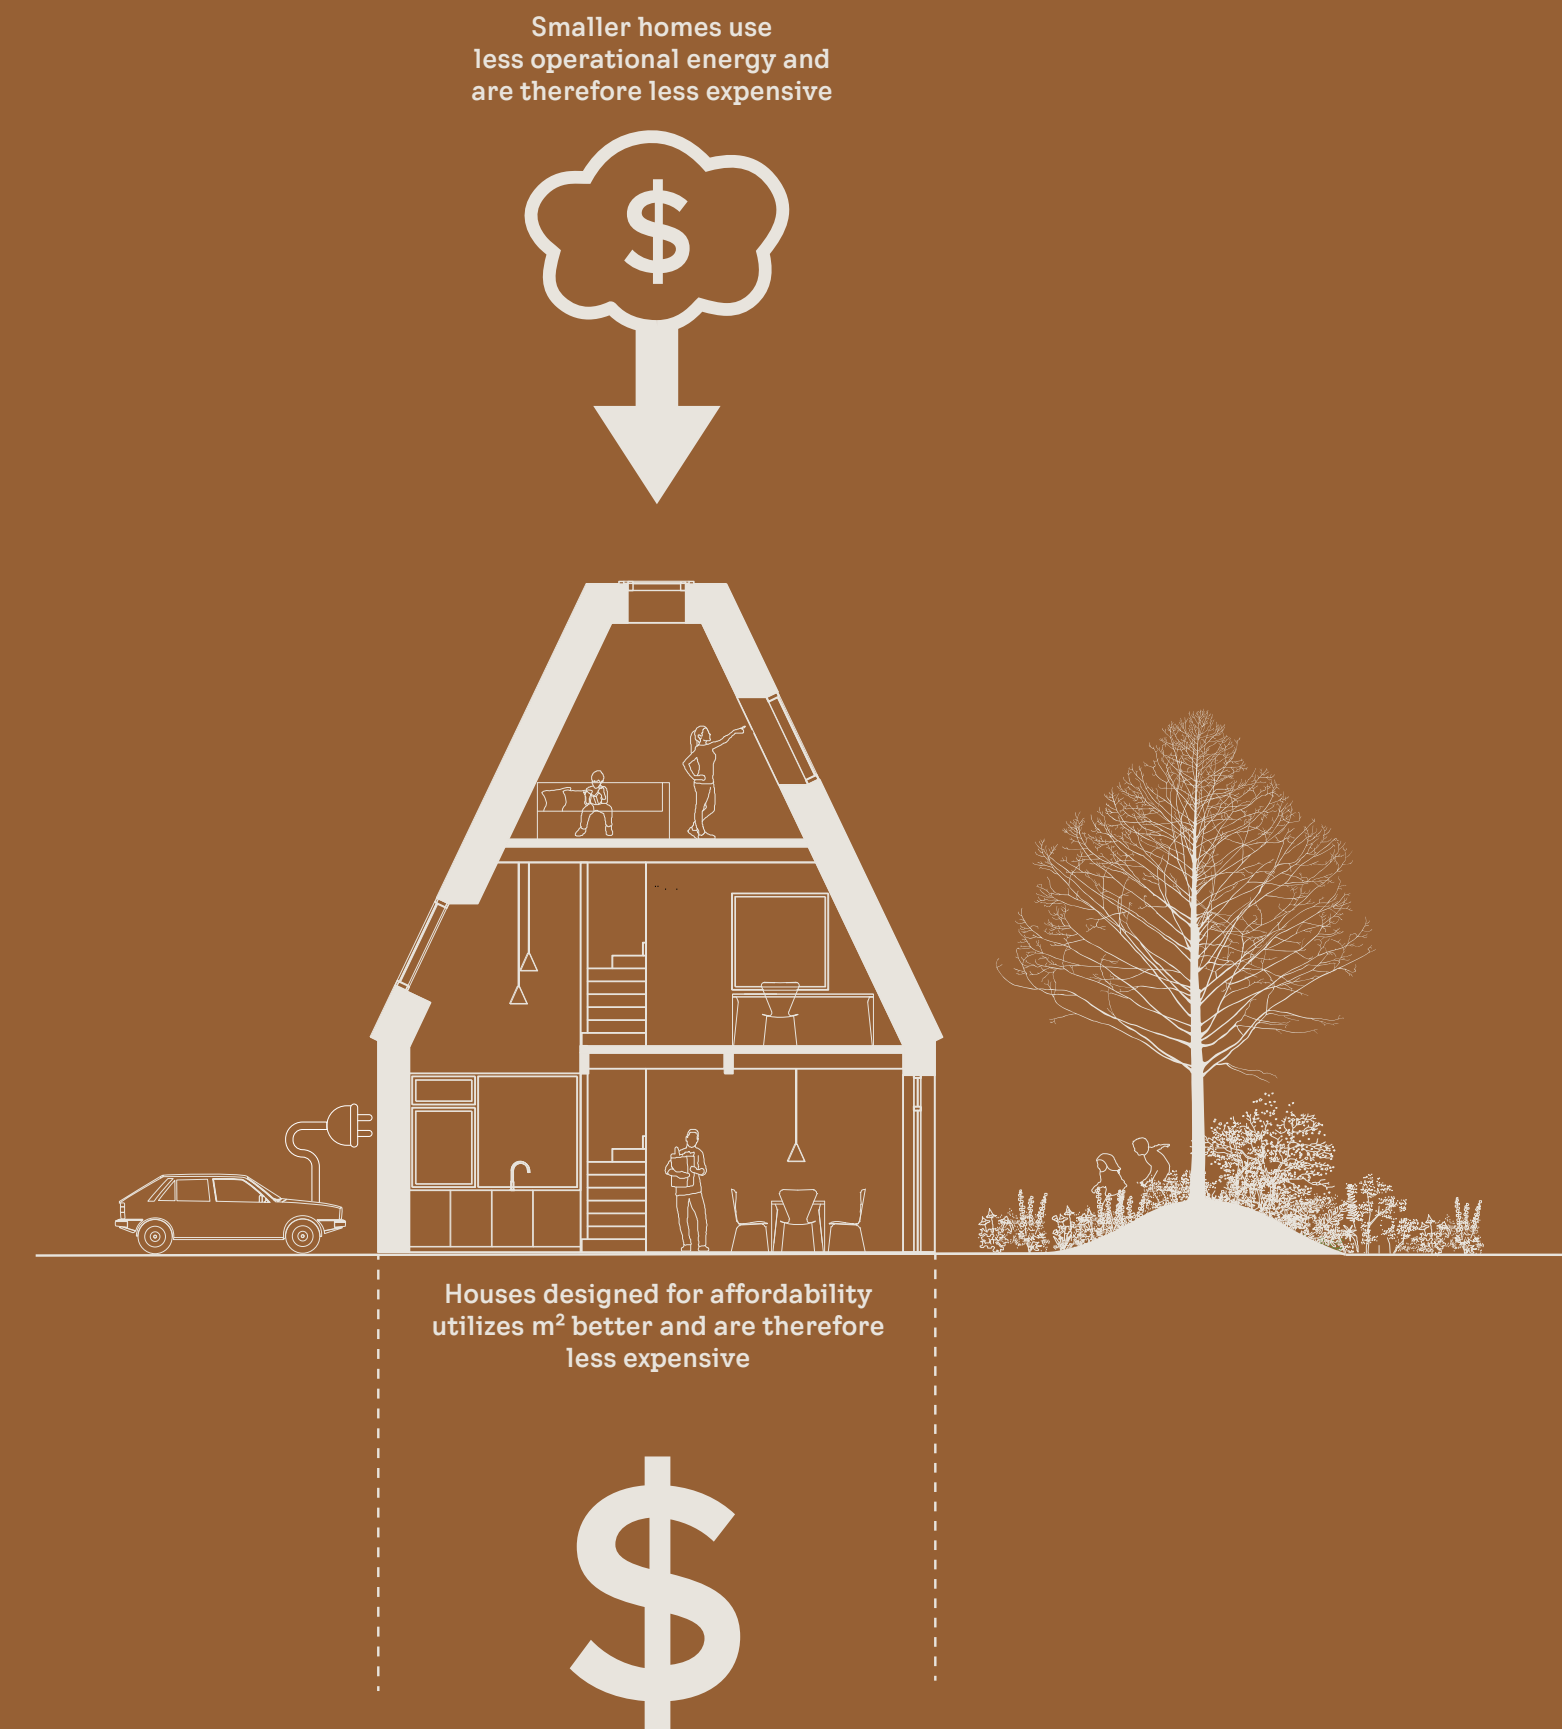 Smaller homes use
less operational energy and
are therefore less expensive
$
Houses designed for affordability
utilizes m² better and are therefore
less expensive
$